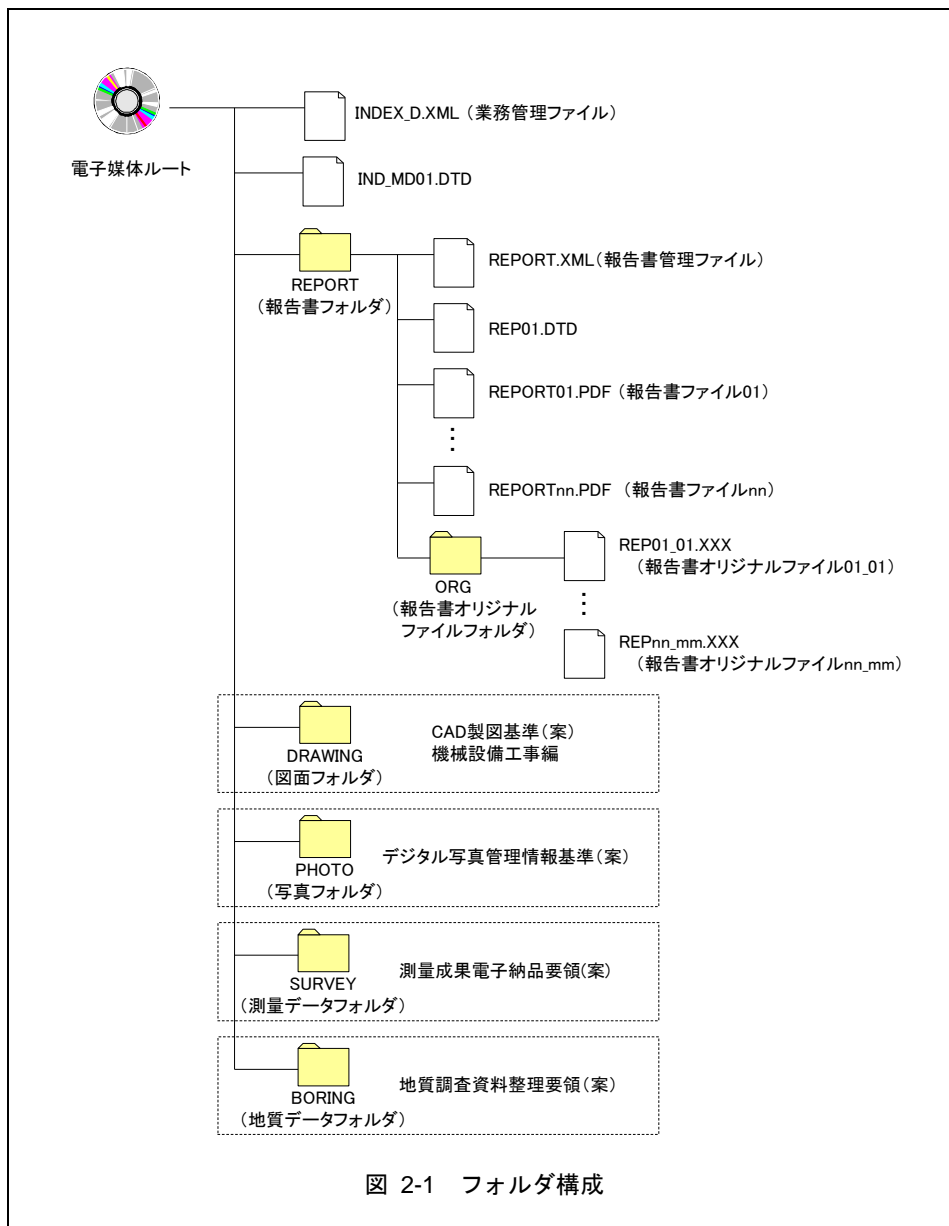 電子媒体ルート
INDEX_D.XML（業務管理ファイル）
IND_MD01.DTD
REPORT
（報告書フォルダ）
REPORT.XML（報告書管理ファイル）
REP01.DTD
REPORT01.PDF（報告書ファイル01）
⋮
REPORTnn.PDF （報告書ファイルnn）
ORG
（報告書オリジナル
ファイルフォルダ）
REP01_01.XXX
（報告書オリジナルファイル01_01）
⋮
REPnn_mm.XXX
（報告書オリジナルファイルnn_mm）
DRAWING
（図面フォルダ）
CAD製図基準（案）
機械設備工事編
PHOTO
（写真フォルダ）
デジタル写真管理情報基準（案）
SURVEY
（測量データフォルダ）
測量成果電子納品要領(案）
BORING
（地質データフォルダ）
地質調査資料整理要領（案）
図 2-1　フォルダ構成